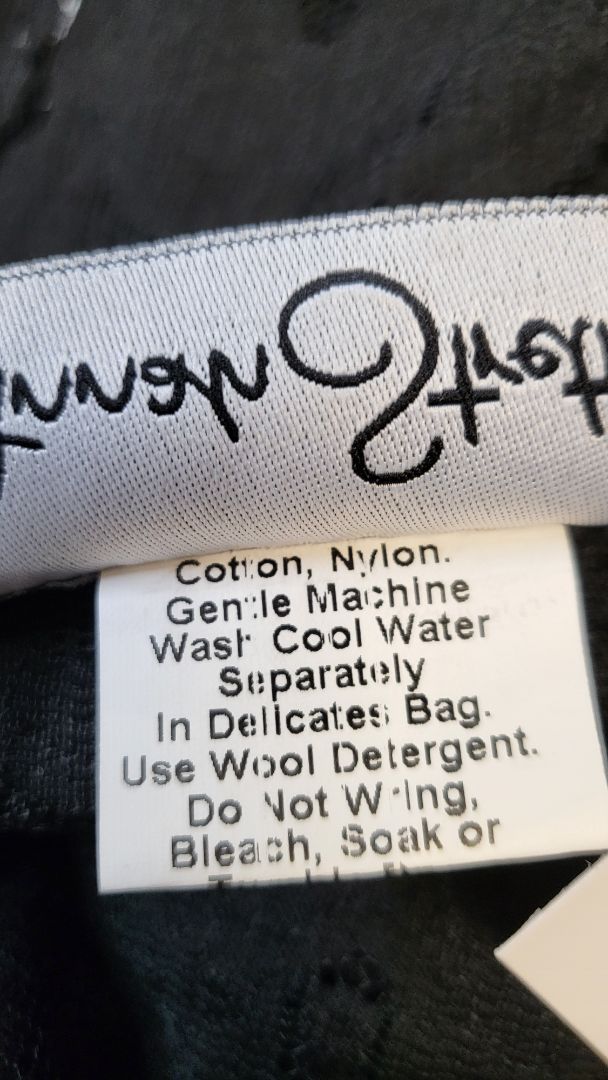 Cotton, Nylon.
Gentle Machine
Wash Cool Water
Separately
In Delicates Bag.
Use Wool Detergent.
Do Not Wring,
Bleach, Soak or